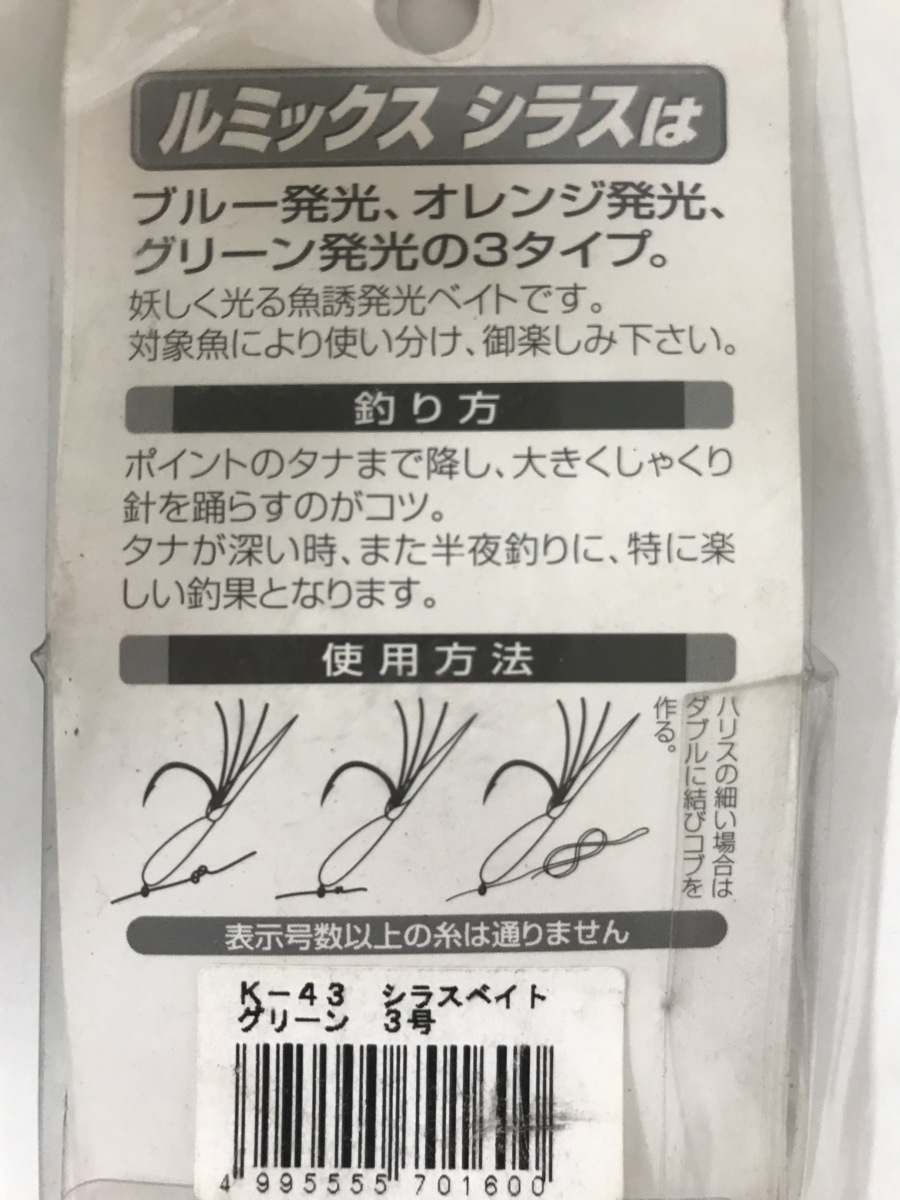 ルミックス シラスは
ブルー発光、オレンジ発光、
グリーン発光の3タイプ。
妖しく光る魚誘発光ベイトです。
対象魚により使い分け、御楽しみ下さい。
釣り方
ポイントのタナまで降し、大きくしゃくり
針を踊らすのがコツ。
タナが深い時、また半夜釣りに、特に楽
しい釣果となります。
使用方法
ハリスの細い場合は
ダブルに結びコブを
作る。
表示号数以上の糸は通りません
K-43 シラスベイト
グリーン 3号
4 995555 701600